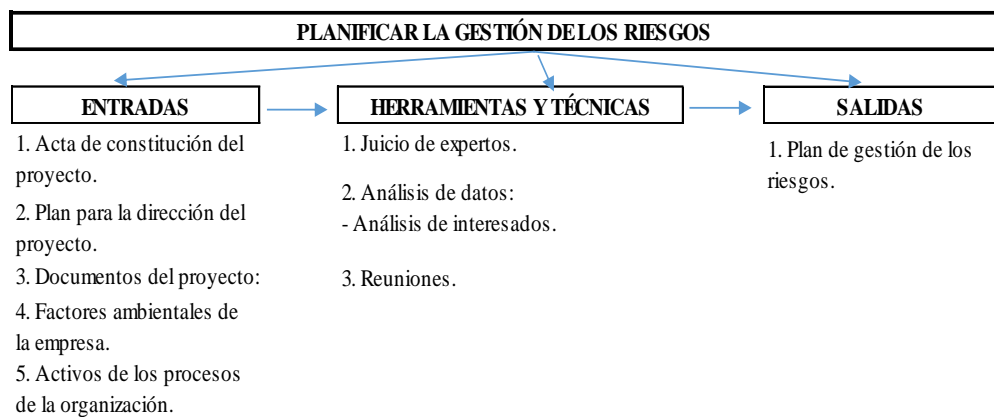 PLANIFICAR LA GESTIÓN DE LOS RIESGOS
ENTRADAS
1. Acta de constitución del
proyecto.
2. Plan para la dirección del
proyecto.
3. Documentos del proyecto:
4. Factores ambientales de
la empresa.
5. Activos de los procesos
de la organización.
HERRAMIENTAS Y TÉCNICAS
1. Juicio de expertos.
2. Análisis de datos:
- Análisis de interesados.
3. Reuniones.
SALIDAS
1. Plan de gestión de los
riesgos.